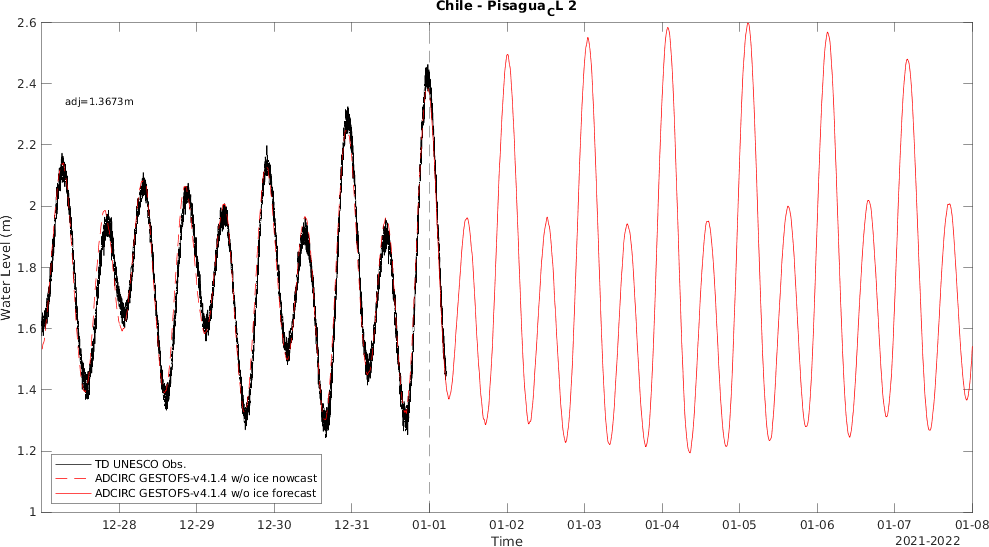 Chile - Pisagua_CL 2
2.6
2.4
2.2
2
1.8
1.6
1.4
1.2
1
Water Level (m)
adj=1.3673m
TD UNESCO Obs.
ADCIRC GESTOFS-v4.1.4 w/o ice nowcast
ADCIRC GESTOFS-v4.1.4 w/o ice forecast
12-28 12-29 12-30 12-31 01-01 01-02 01-03 01-04 01-05 01-06 01-07 01-08
Time
2021-2022